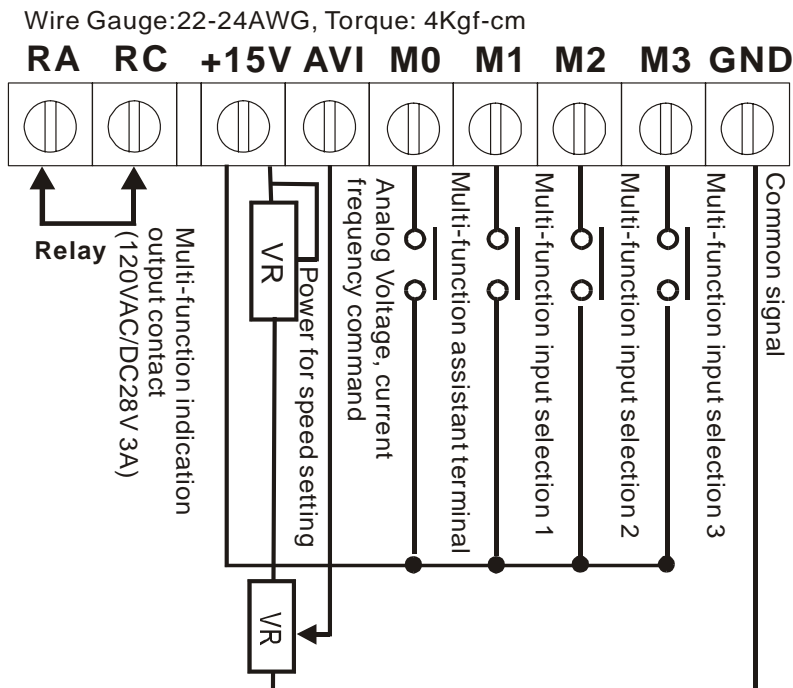 Wire Gauge:22-24AWG, Torque: 4Kgf-cm
RA RC +15V AVI M0 M1 M2 M3 GND
Relay
Multi-function indication
output contact
(120VAC/DC28V 3A)
VR
Power for speed setting
Analog Voltage, current
frequency command
Multi-function assistant terminal
Multi-function input selection 1
Multi-function input selection 2
Multi-function input selection 3
Common signal
VR